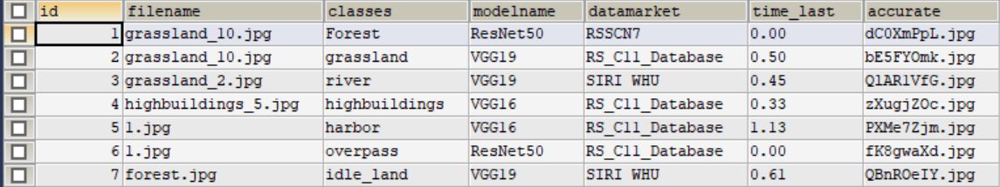 id filename classes modelname datamarket time_last accurate
1 grassland_10.jpg Forest ResNet50 RSSCN7 0.00 dC0XmPpL.jpg
2 grassland_10.jpg grassland VGG19 RS_C11_Database 0.50 bE5FYOmk.jpg
3 grassland_2.jpg river VGG19 SIRI WHU 0.45 QlARlVfG.jpg
4 highbuildings_5.jpg highbuildings VGG16 RS_C11_Database 0.33 zXugjZOc.jpg
5 1.jpg harbor VGG16 RS_C11_Database 1.13 PXMe7Zjm.jpg
6 1.jpg overpass ResNet50 RS_C11_Database 0.00 fK8gwaXd.jpg
7 forest.jpg idle_land VGG19 SIRI WHU 0.61 QBnROeIY.jpg